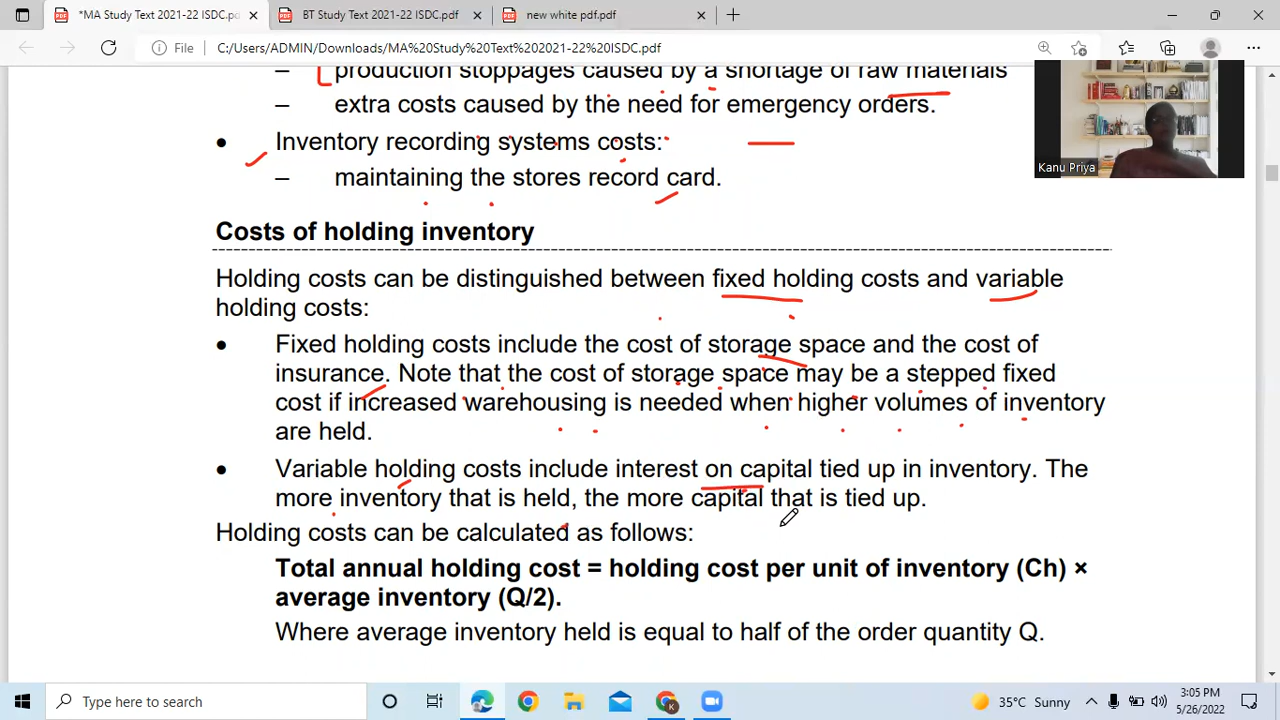 *MA Study Text 2021-22 ISDC.pc
BT Study Text 2021-22 ISDC.pdf
new white pdf.pdf
File
C:/Users/ADMIN/Downloads/MA%20Study%20Text%202021-22%20ISDC.pdf
– production stoppages caused by a shortage of raw materials
– extra costs caused by the need for emergency orders.
• Inventory recording systems costs:
– maintaining the stores record card.
Kanu Priya
Costs of holding inventory
Holding costs can be distinguished between fixed holding costs and variable
holding costs:
• Fixed holding costs include the cost of storage space and the cost of
insurance. Note that the cost of storage space may be a stepped fixed
cost if increased warehousing is needed when higher volumes of inventory
are held.
• Variable holding costs include interest on capital tied up in inventory. The
more inventory that is held, the more capital that is tied up.
Holding costs can be calculated as follows:
Total annual holding cost = holding cost per unit of inventory (Ch) ×
average inventory (Q/2).
Where average inventory held is equal to half of the order quantity Q.
Type here to search
35°C Sunny
3:05 PM
5/26/2022